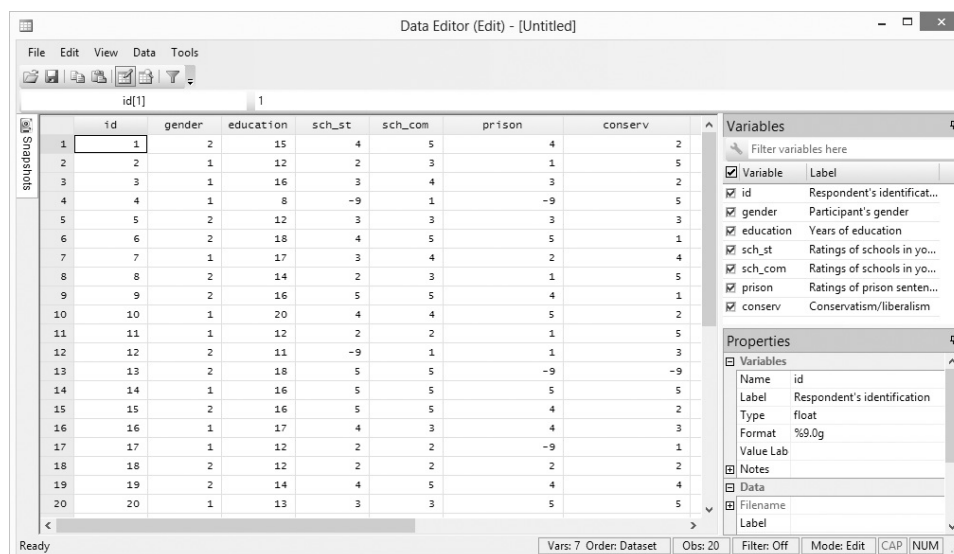 Data Editor (Edit) - [Untitled]
File Edit View Data Tools
id[1] 1
Snapshots
id gender education sch_st sch_com prison conserv
1 1 2 15 4 5 4 2
2 2 1 12 2 3 1 5
3 3 1 16 3 4 3 2
4 4 1 8 -9 1 -9 5
5 5 2 12 3 3 3 3
6 6 2 18 4 5 5 1
7 7 1 17 3 4 2 4
8 8 2 14 2 3 1 5
9 9 2 16 5 5 4 1
10 10 1 20 4 4 5 2
11 11 1 12 2 2 1 5
12 12 2 11 -9 1 1 3
13 13 2 18 5 5 -9 -9
14 14 1 16 5 5 5 5
15 15 2 16 5 5 4 2
16 16 1 17 4 3 4 3
17 17 1 12 2 2 -9 1
18 18 2 12 2 2 2 2
19 19 2 14 4 5 4 4
20 20 1 13 3 3 5 5
Variables
Filter variables here
Variable Label
id Respondent's identificat...
gender Participant's gender
education Years of education
sch_st Ratings of schools in yo...
sch_com Ratings of schools in yo...
prison Ratings of prison senten...
conserv Conservatism/liberalism
Properties
Variables
Name id
Label Respondent's identification
Type float
Format %9.0g
Value Lab
Notes
Data
Filename
Label
Ready Vars: 7 Order: Dataset Obs: 20 Filter: Off Mode: Edit CAP NUM